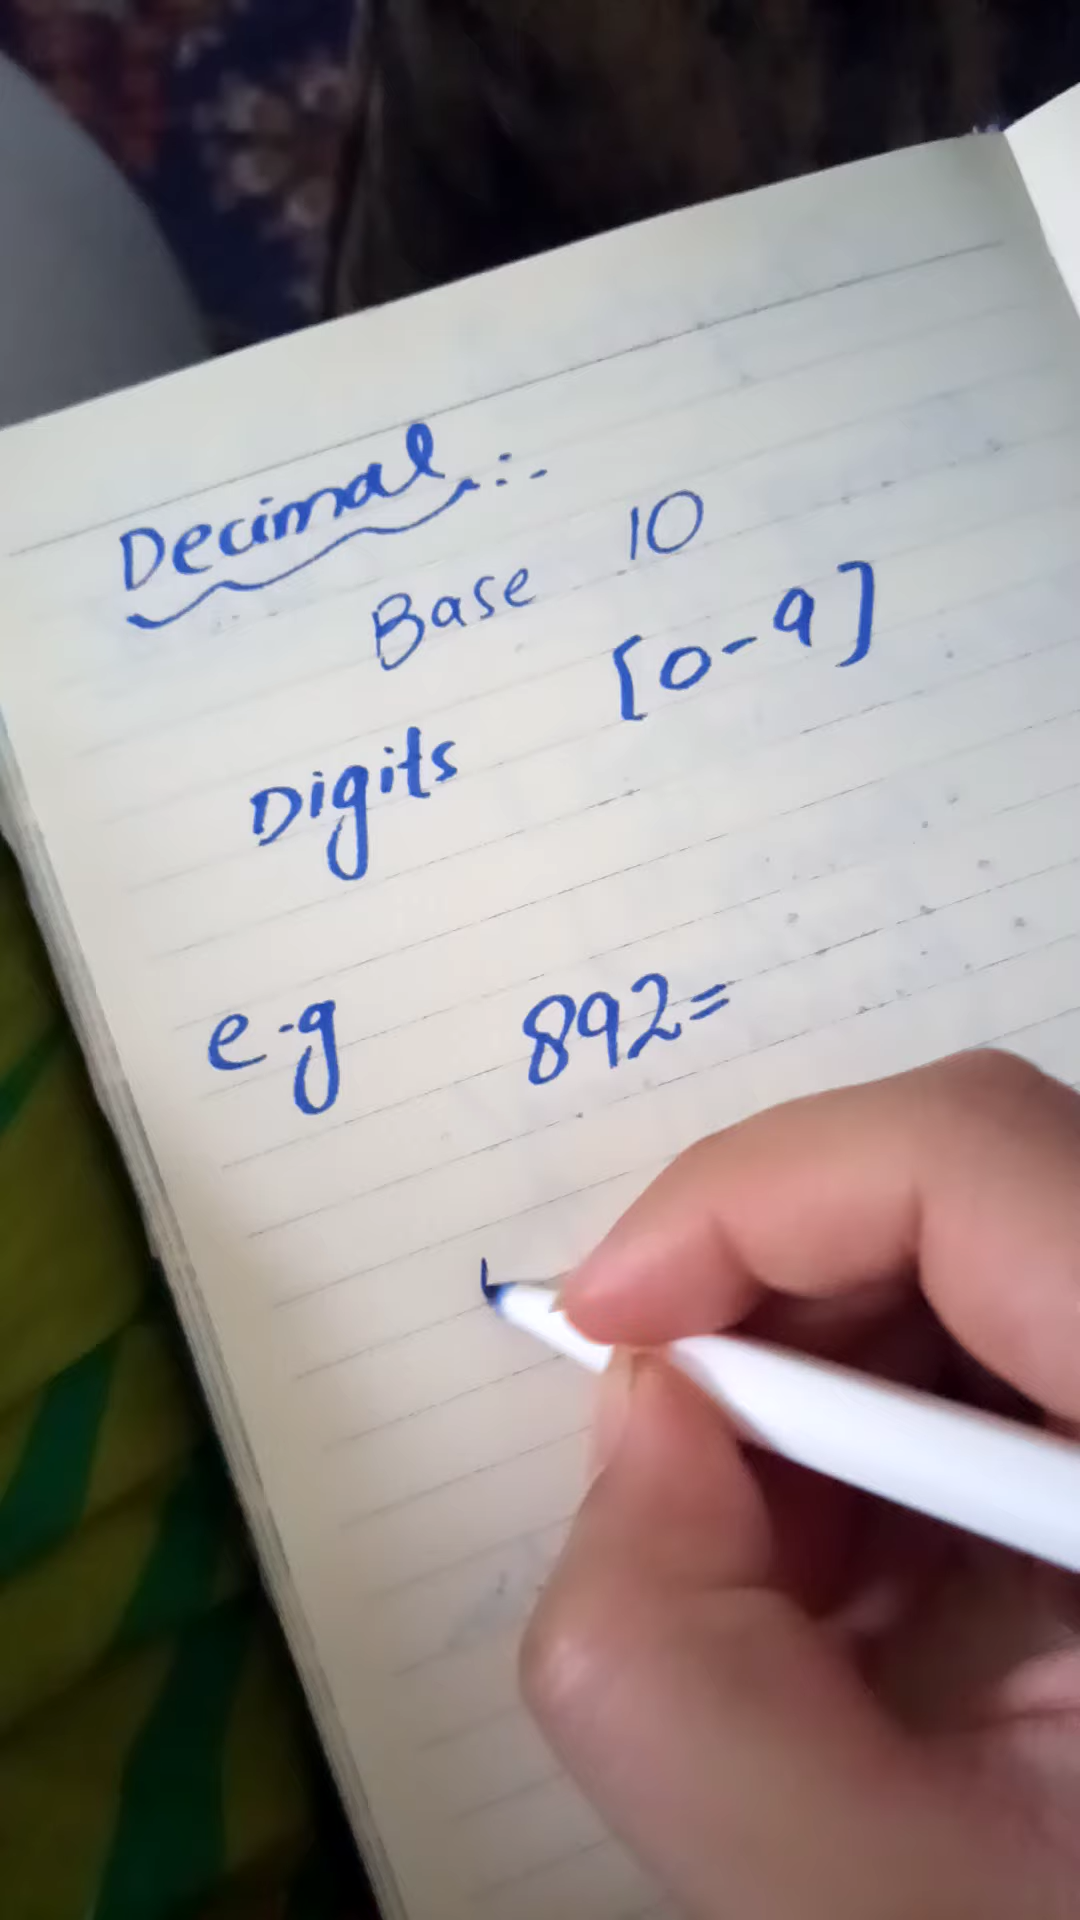 Decimal :-
Base 10
Digits [0-9]
e.g 892=